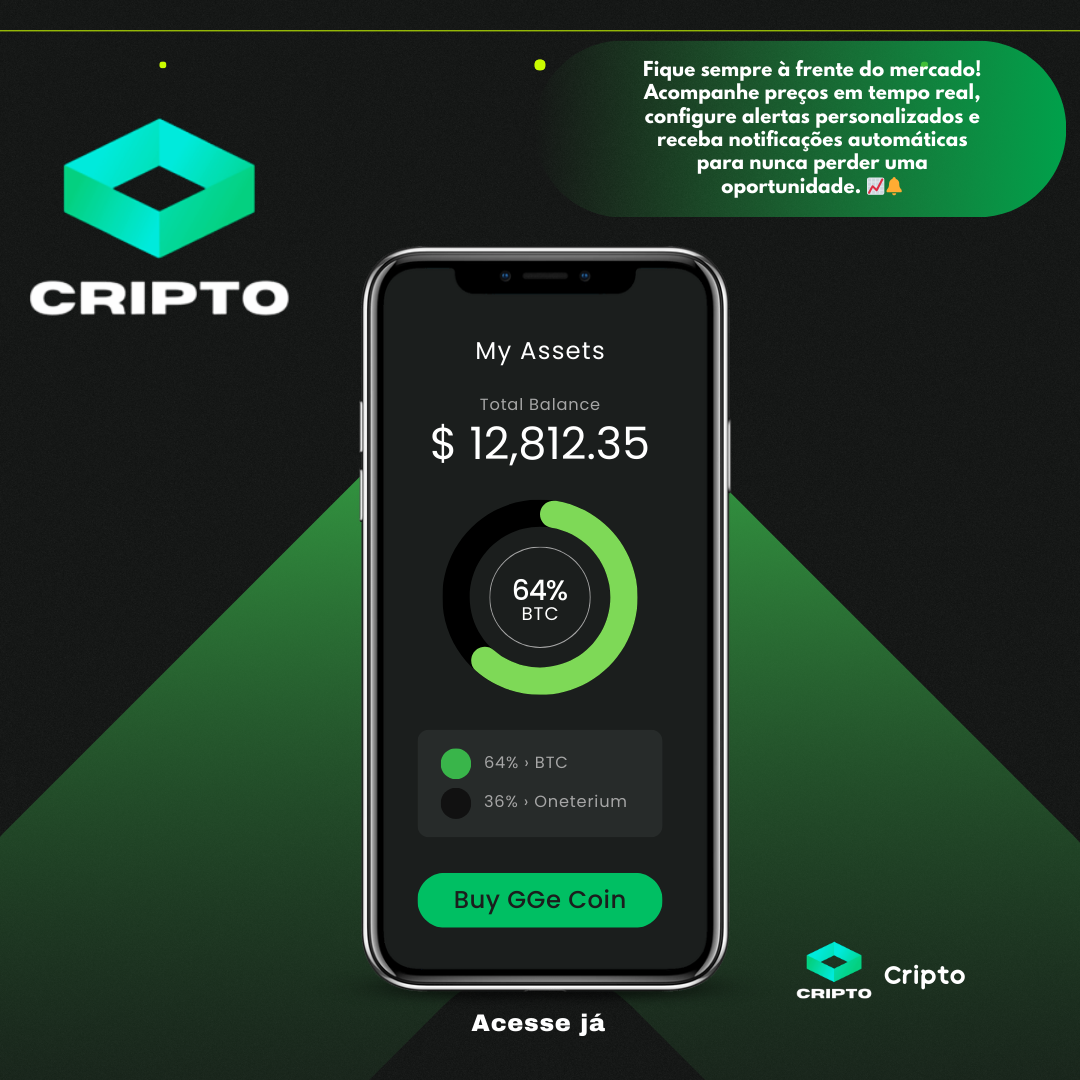 Fique sempre à frente do mercado!
Acompanhe preços em tempo real,
configure alertas personalizados e
receba notificações automáticas
para nunca perder uma
oportunidade. 📈🔔
CRIPTO
My Assets
Total Balance
$ 12,812.35
64%
BTC
64% › BTC
36% › Oneterium
Buy GGe Coin
CRIPTO
Cripto
Acesse já